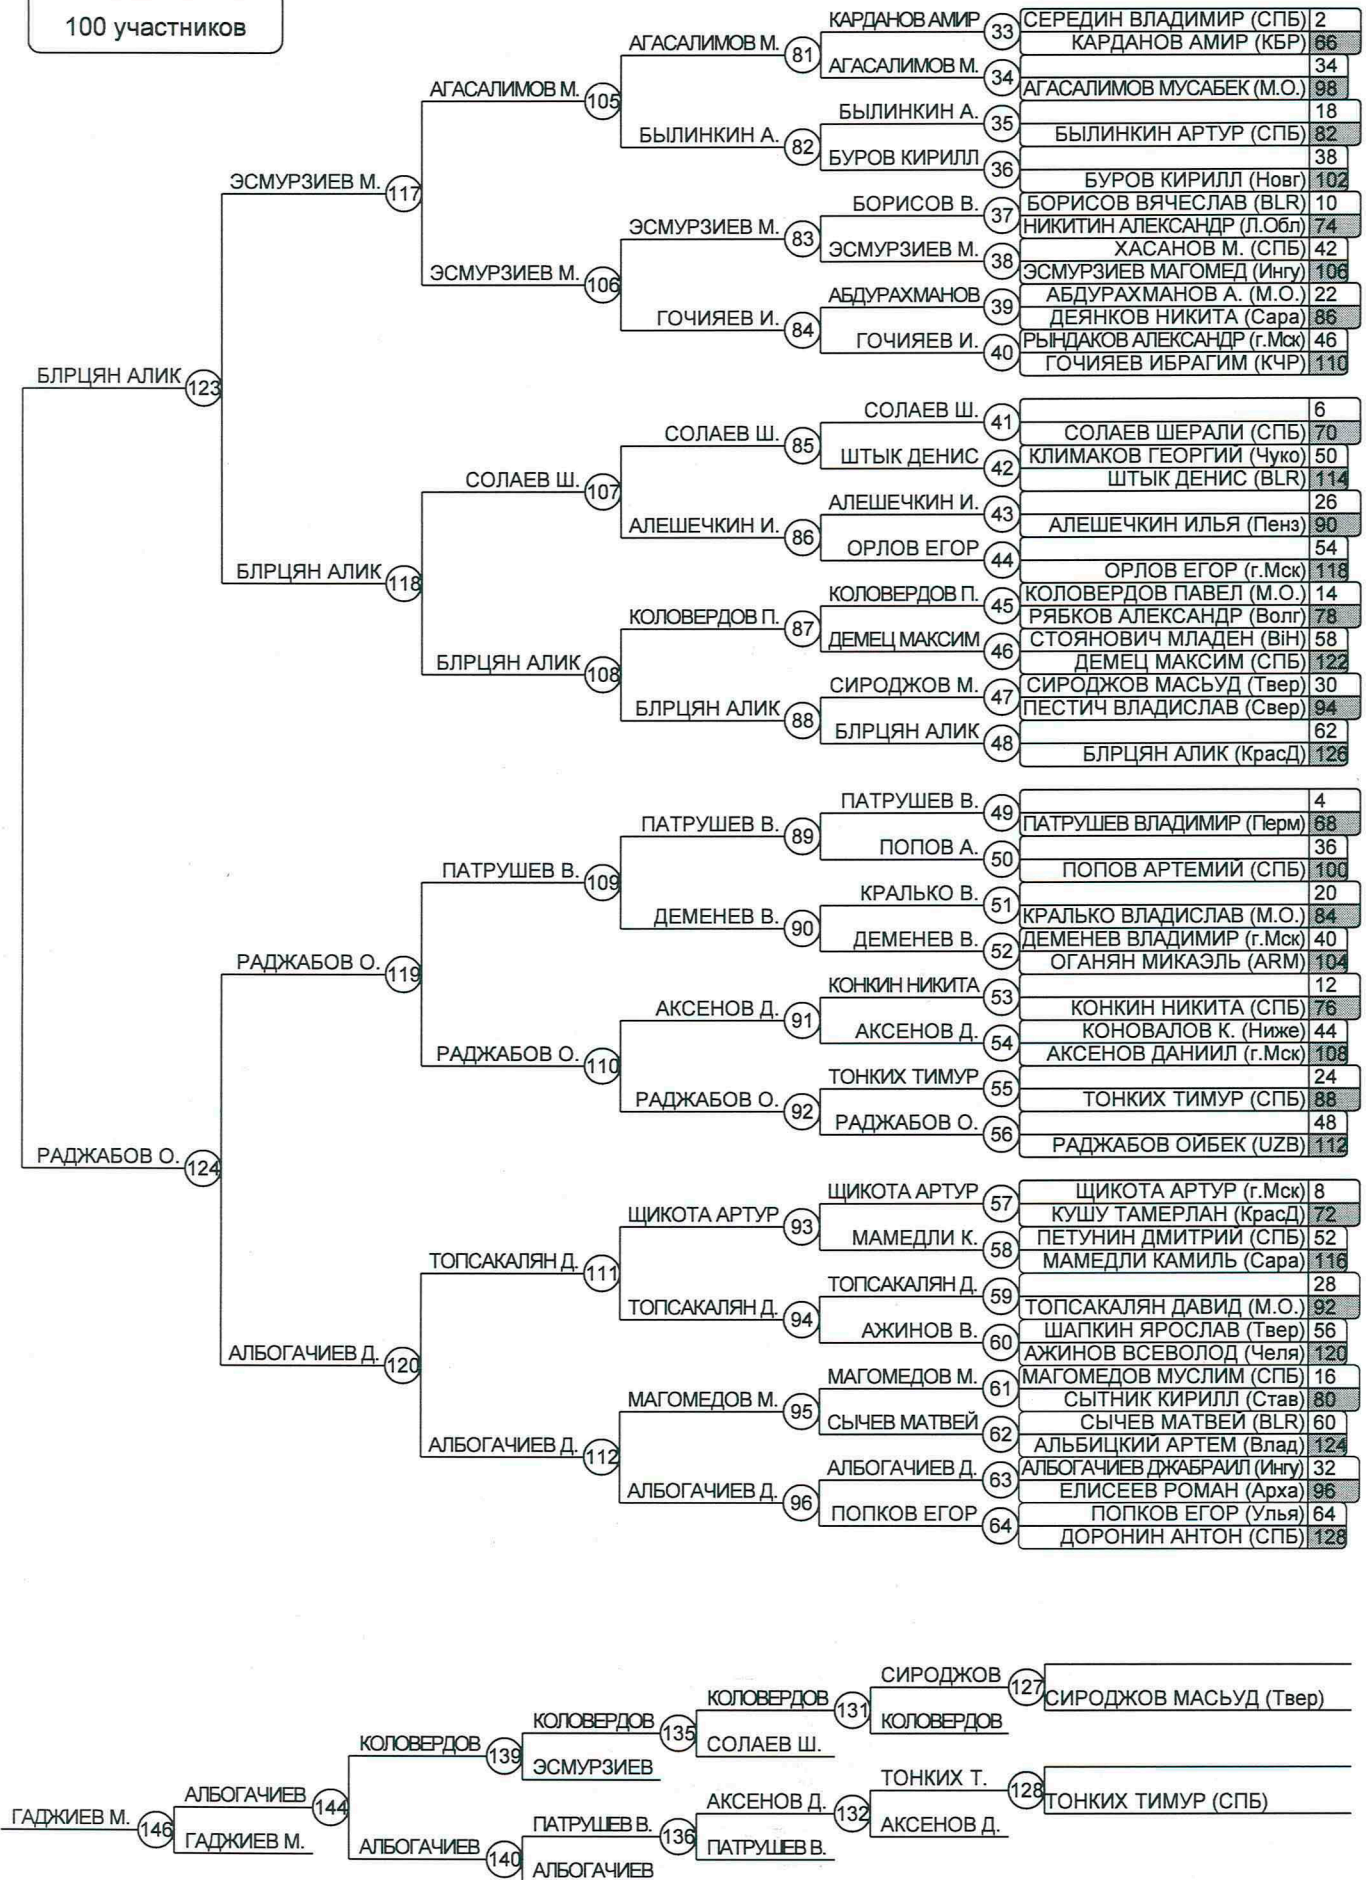 100 участников
КАРДАНОВ АМИР 33 СЕРЕДИН ВЛАДИМИР (СПБ) 2
АГАСАЛИМОВ М. 81 КАРДАНОВ АМИР (КБР) 66
АГАСАЛИМОВ М. 34 34
АГАСАЛИМОВ М. 105 АГАСАЛИМОВ МУСАБЕК (М.О.) 98
БЫЛИНКИН А. 35 18
БЫЛИНКИН А. 82 БЫЛИНКИН АРТУР (СПБ) 82
БУРОВ КИРИЛЛ 36 38
ЭСМУРЗИЕВ М. 117 БУРОВ КИРИЛЛ (Новг) 102
БОРИСОВ В. 37 БОРИСОВ ВЯЧЕСЛАВ (BLR) 10
ЭСМУРЗИЕВ М. 83 НИКИТИН АЛЕКСАНДР (Л.Обл) 74
ЭСМУРЗИЕВ М. 38 ХАСАНОВ М. (СПБ) 42
ЭСМУРЗИЕВ М. 106 ЭСМУРЗИЕВ МАГОМЕД (Ингу) 106
АБДУРАХМАНОВ 39 АБДУРАХМАНОВ А. (М.О.) 22
ГОЧИЯЕВ И. 84 ДЕЯНКОВ НИКИТА (Сара) 86
ГОЧИЯЕВ И. 40 РЫНДАКОВ АЛЕКСАНДР (г.Мск) 46
ГОЧИЯЕВ ИБРАГИМ (КЧР) 110
БЛРЦЯН АЛИК 123
СОЛАЕВ Ш. 41 6
СОЛАЕВ Ш. 85 СОЛАЕВ ШЕРАЛИ (СПБ) 70
ШТЫК ДЕНИС 42 КЛИМАКОВ ГЕОРГИЙ (Чуко) 50
СОЛАЕВ Ш. 107 ШТЫК ДЕНИС (BLR) 114
АЛЕШЕЧКИН И. 43 26
АЛЕШЕЧКИН И. 86 АЛЕШЕЧКИН ИЛЬЯ (Пенз) 90
ОРЛОВ ЕГОР 44 54
БЛРЦЯН АЛИК 118 ОРЛОВ ЕГОР (г.Мск) 118
КОЛОВЕРДОВ П. 45 КОЛОВЕРДОВ ПАВЕЛ (М.О.) 14
КОЛОВЕРДОВ П. 87 РЯБКОВ АЛЕКСАНДР (Волг) 78
ДЕМЕЦ МАКСИМ 46 СТОЯНОВИЧ МЛАДЕН (BiH) 58
БЛРЦЯН АЛИК 108 ДЕМЕЦ МАКСИМ (СПБ) 122
СИРОДЖОВ М. 47 СИРОДЖОВ МАСЬУД (Твер) 30
БЛРЦЯН АЛИК 88 ПЕСТИЧ ВЛАДИСЛАВ (Свер) 94
БЛРЦЯН АЛИК 48 62
БЛРЦЯН АЛИК (КрасД) 126
ПАТРУШЕВ В. 49 4
ПАТРУШЕВ В. 89 ПАТРУШЕВ ВЛАДИМИР (Перм) 68
ПОПОВ А. 50 36
ПАТРУШЕВ В. 109 ПОПОВ АРТЕМИЙ (СПБ) 100
КРАЛЬКО В. 51 20
ДЕМЕНЕВ В. 90 КРАЛЬКО ВЛАДИСЛАВ (М.О.) 84
ДЕМЕНЕВ В. 52 ДЕМЕНЕВ ВЛАДИМИР (г.Мск) 40
РАДЖАБОВ О. 119 ОГАНЯН МИКАЭЛЬ (ARM) 104
КОНКИН НИКИТА 53 12
АКСЕНОВ Д. 91 КОНКИН НИКИТА (СПБ) 76
АКСЕНОВ Д. 54 КОНОВАЛОВ К. (Ниже) 44
РАДЖАБОВ О. 110 АКСЕНОВ ДАНИИЛ (г.Мск) 108
ТОНКИХ ТИМУР 55 24
РАДЖАБОВ О. 92 ТОНКИХ ТИМУР (СПБ) 88
РАДЖАБОВ О. 56 48
РАДЖАБОВ ОЙБЕК (UZB) 112
РАДЖАБОВ О. 124
ЩИКОТА АРТУР 57 ЩИКОТА АРТУР (г.Мск) 8
ЩИКОТА АРТУР 93 КУШУ ТАМЕРЛАН (КрасД) 72
МАМЕДЛИ К. 58 ПЕТУНИН ДМИТРИЙ (СПБ) 52
ТОПСАКАЛЯН Д. 111 МАМЕДЛИ КАМИЛЬ (Сара) 116
ТОПСАКАЛЯН Д. 59 28
ТОПСАКАЛЯН Д. 94 ТОПСАКАЛЯН ДАВИД (М.О.) 92
АЖИНОВ В. 60 ШАПКИН ЯРОСЛАВ (Твер) 56
АЛБОГАЧИЕВ Д. 120 АЖИНОВ ВСЕВОЛОД (Челя) 120
МАГОМЕДОВ М. 61 МАГОМЕДОВ МУСЛИМ (СПБ) 16
МАГОМЕДОВ М. 95 СЫТНИК КИРИЛЛ (Став) 80
СЫЧЕВ МАТВЕЙ 62 СЫЧЕВ МАТВЕЙ (BLR) 60
АЛБОГАЧИЕВ Д. 112 АЛЬБИЦКИЙ АРТЕМ (Влад) 124
АЛБОГАЧИЕВ Д. 63 АЛБОГАЧИЕВ ДЖАБРАИЛ (Ингу) 32
АЛБОГАЧИЕВ Д. 96 ЕЛИСЕЕВ РОМАН (Арха) 96
ПОПКОВ ЕГОР 64 ПОПКОВ ЕГОР (Улья) 64
ДОРОНИН АНТОН (СПБ) 128
СИРОДЖОВ 127
КОЛОВЕРДОВ 131 СИРОДЖОВ МАСЬУД (Твер)
КОЛОВЕРДОВ 135 КОЛОВЕРДОВ
КОЛОВЕРДОВ 139 СОЛАЕВ Ш.
ЭСМУРЗИЕВ
ТОНКИХ Т. 128
АЛБОГАЧИЕВ 144 АКСЕНОВ Д. 132 ТОНКИХ ТИМУР (СПБ)
ГАДЖИЕВ М. 146 ПАТРУШЕВ В. 136 АКСЕНОВ Д.
ГАДЖИЕВ М. АЛБОГАЧИЕВ 140 ПАТРУШЕВ В.
АЛБОГАЧИЕВ